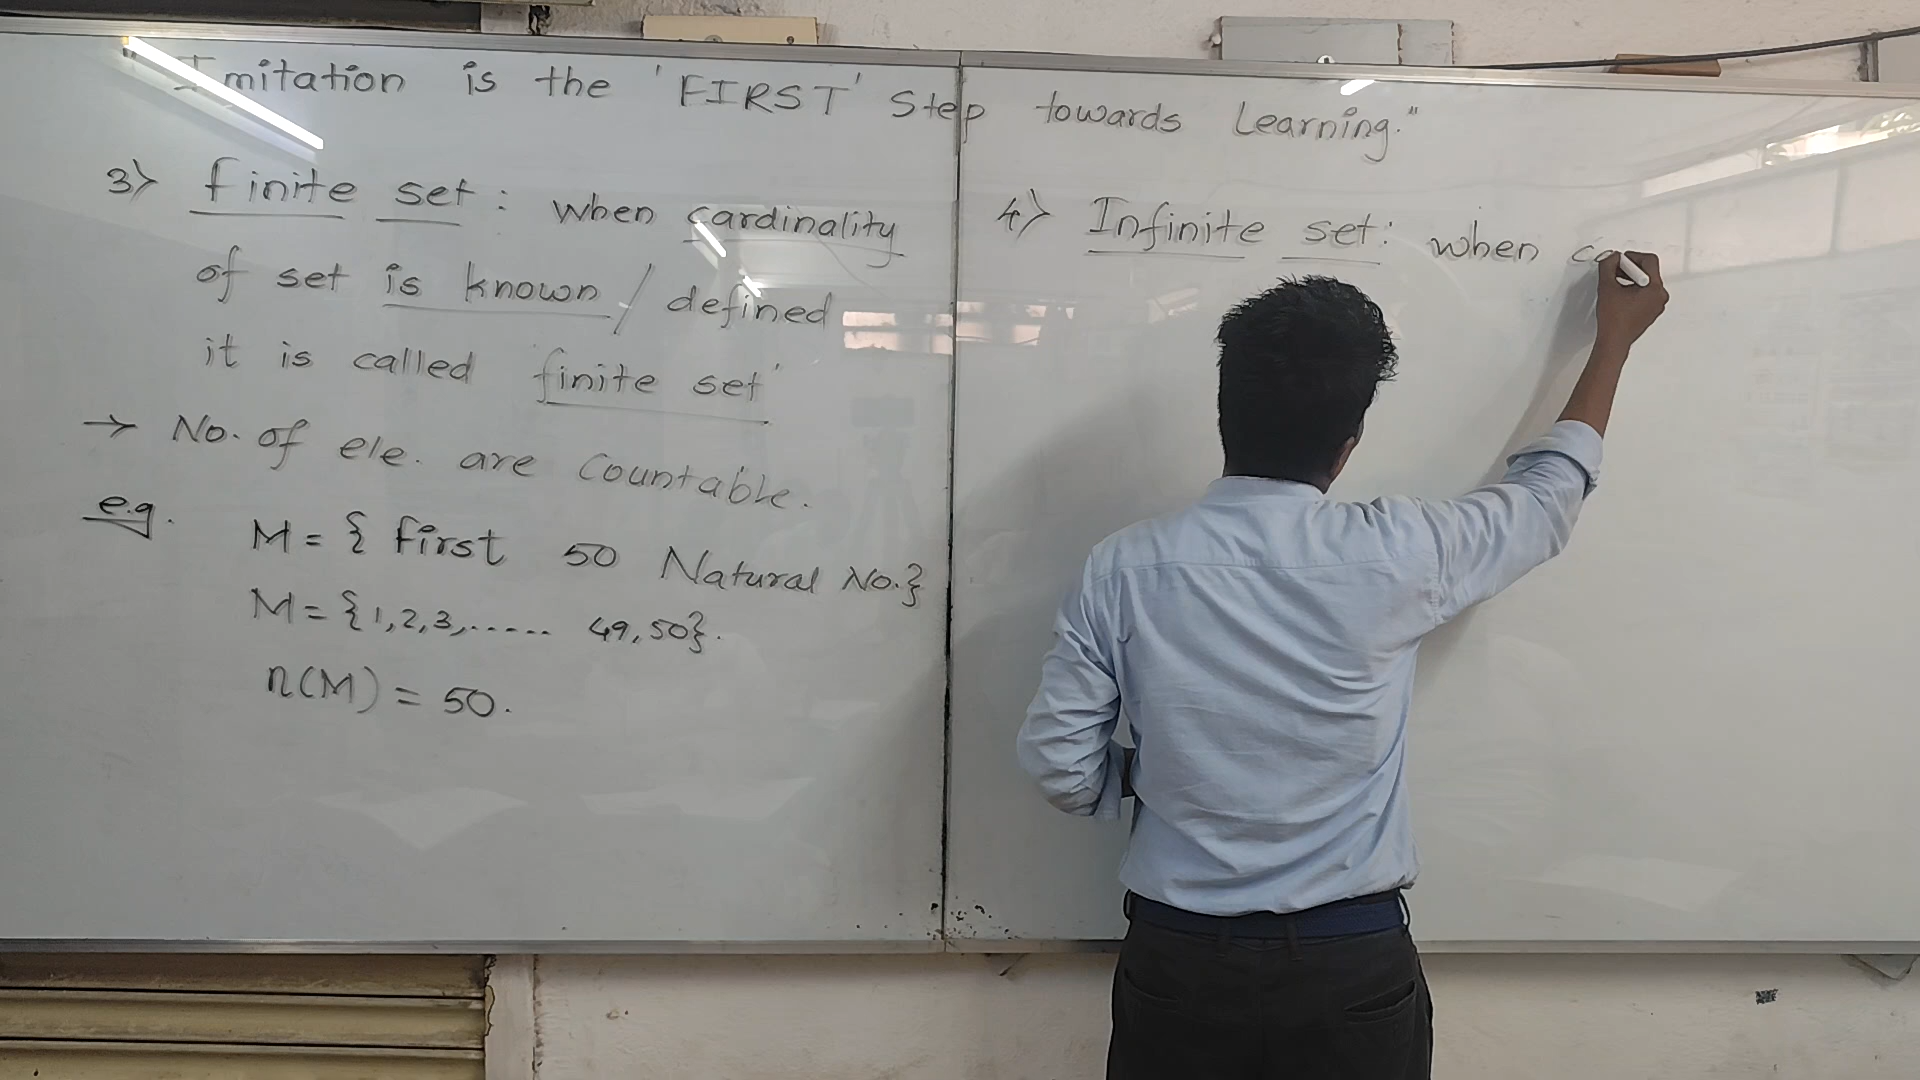 "Imitation is the 'FIRST' Step towards Learning."
3> finite set: when cardinality
of set is known / defined
it is called 'finite set'
→ No. of ele. are countable.
e.g. M = { first 50 Natural No.}
M = {1,2,3,..... 49,50}.
n(M) = 50.
4> Infinite set: when ca